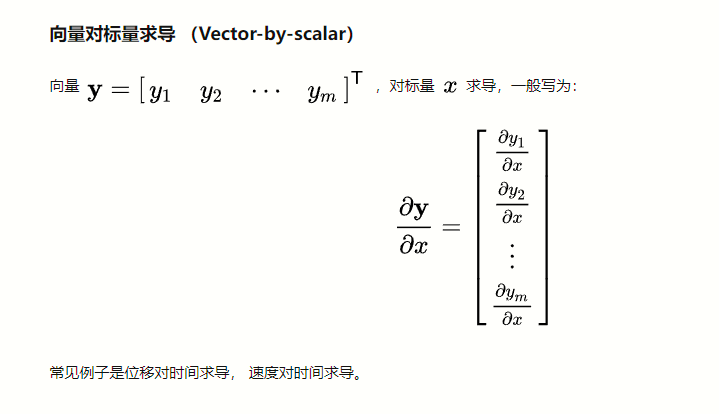 向量对标量求导 （Vector-by-scalar）
向量 $\mathbf{y} = \begin{bmatrix} y_1 & y_2 & \cdots & y_m \end{bmatrix}^\mathsf{T}$ ，对标量 $x$ 求导，一般写为：
$\frac{\partial \mathbf{y}}{\partial x} = \begin{bmatrix} \frac{\partial y_1}{\partial x} \\ \frac{\partial y_2}{\partial x} \\ \vdots \\ \frac{\partial y_m}{\partial x} \end{bmatrix}$
常见例子是位移对时间求导， 速度对时间求导。